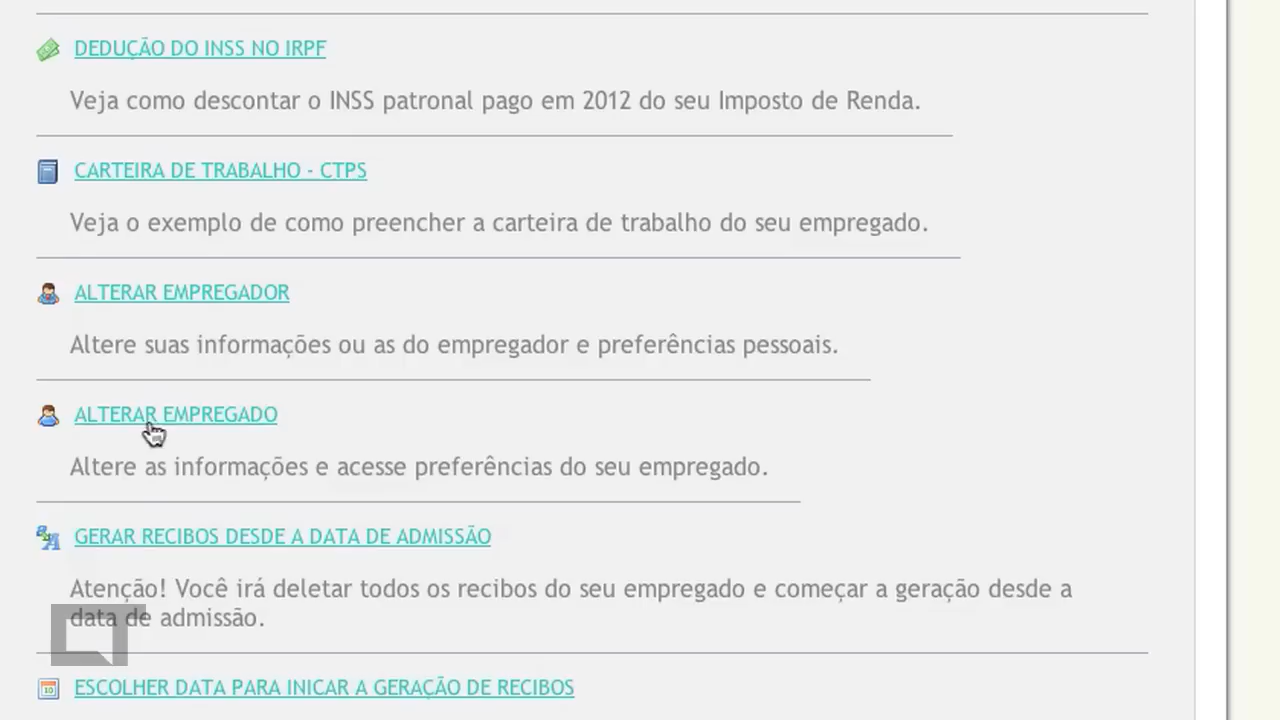 DEDUÇÃO DO INSS NO IRPF
Veja como descontar o INSS patronal pago em 2012 do seu Imposto de Renda.
CARTEIRA DE TRABALHO - CTPS
Veja o exemplo de como preencher a carteira de trabalho do seu empregado.
ALTERAR EMPREGADOR
Altere suas informações ou as do empregador e preferências pessoais.
ALTERAR EMPREGADO
Altere as informações e acesse preferências do seu empregado.
GERAR RECIBOS DESDE A DATA DE ADMISSÃO
Atenção! Você irá deletar todos os recibos do seu empregado e começar a geração desde a
data de admissão.
ESCOLHER DATA PARA INICAR A GERAÇÃO DE RECIBOS